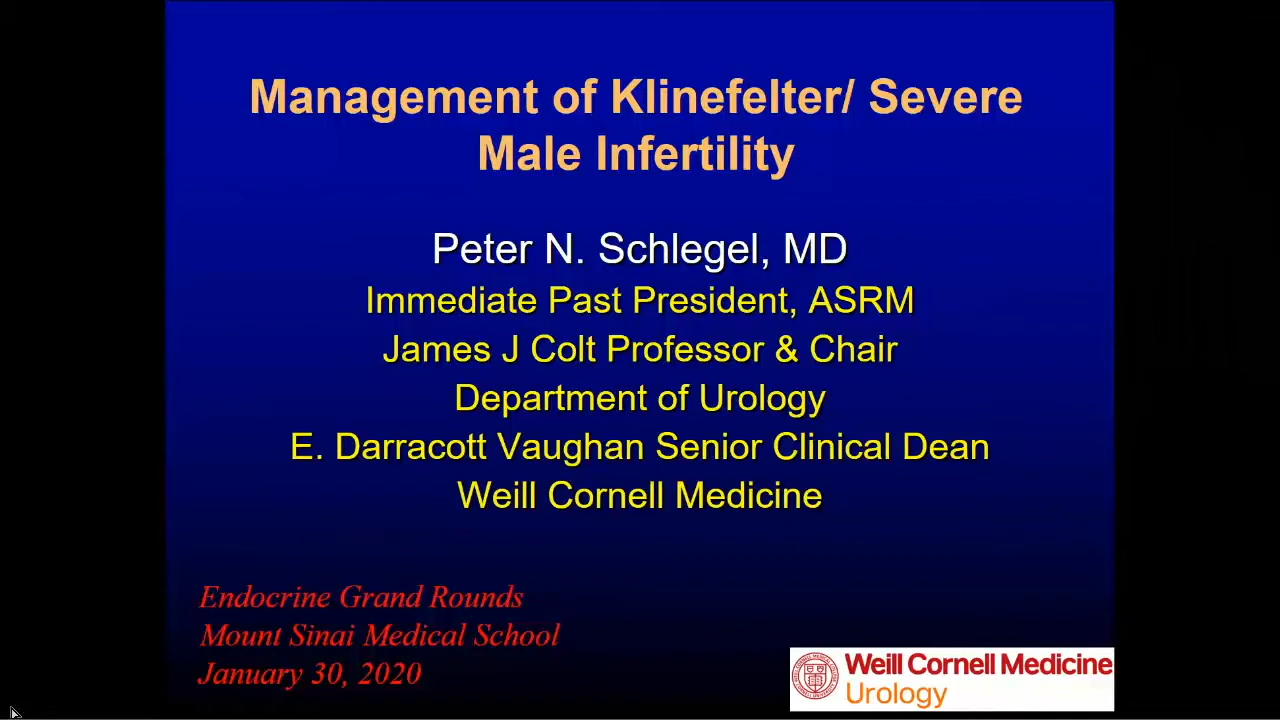 Management of Klinefelter/ Severe
Male Infertility
Peter N. Schlegel, MD
Immediate Past President, ASRM
James J Colt Professor & Chair
Department of Urology
E. Darracott Vaughan Senior Clinical Dean
Weill Cornell Medicine
Endocrine Grand Rounds
Mount Sinai Medical School
January 30, 2020
Weill Cornell Medicine
Urology